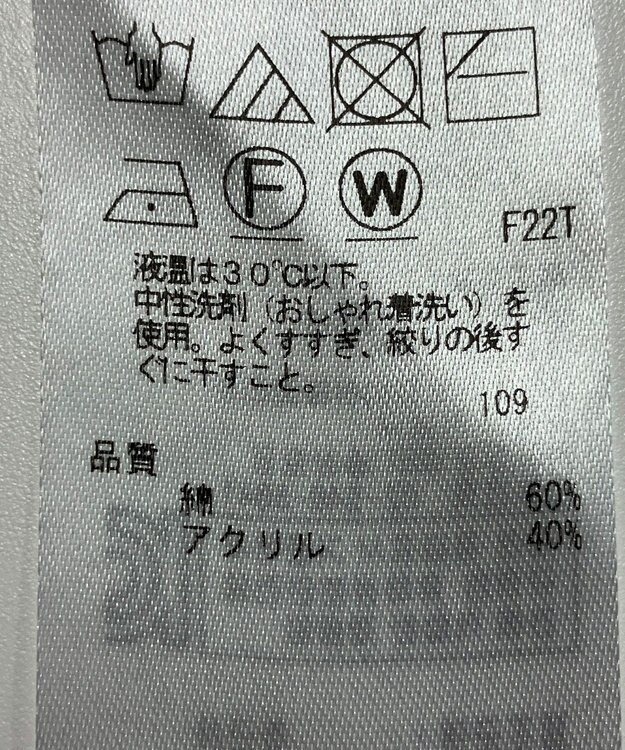 F W
F22T
液温は30℃以下。
中性洗剤（おしゃれ着洗い）を
使用。よくすすぎ、絞りの後す
ぐに干すこと。
109
品質
綿 60%
アクリル 40%